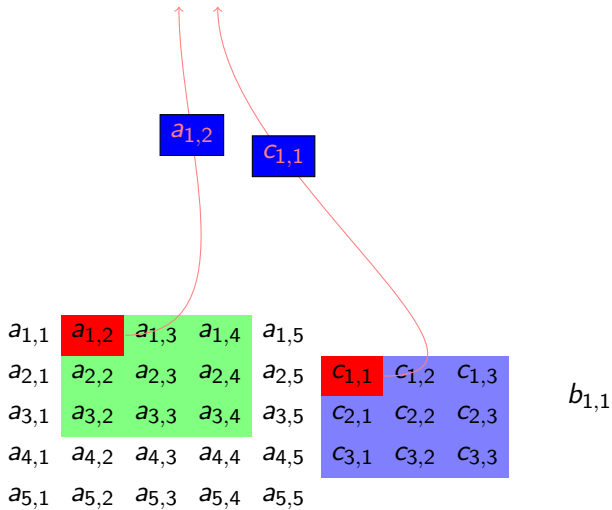 a1,2
c1,1
a1,1 a1,2 a1,3 a1,4 a1,5
a2,1 a2,2 a2,3 a2,4 a2,5
a3,1 a3,2 a3,3 a3,4 a3,5
a4,1 a4,2 a4,3 a4,4 a4,5
a5,1 a5,2 a5,3 a5,4 a5,5
c1,1 c1,2 c1,3
c2,1 c2,2 c2,3
c3,1 c3,2 c3,3
b1,1